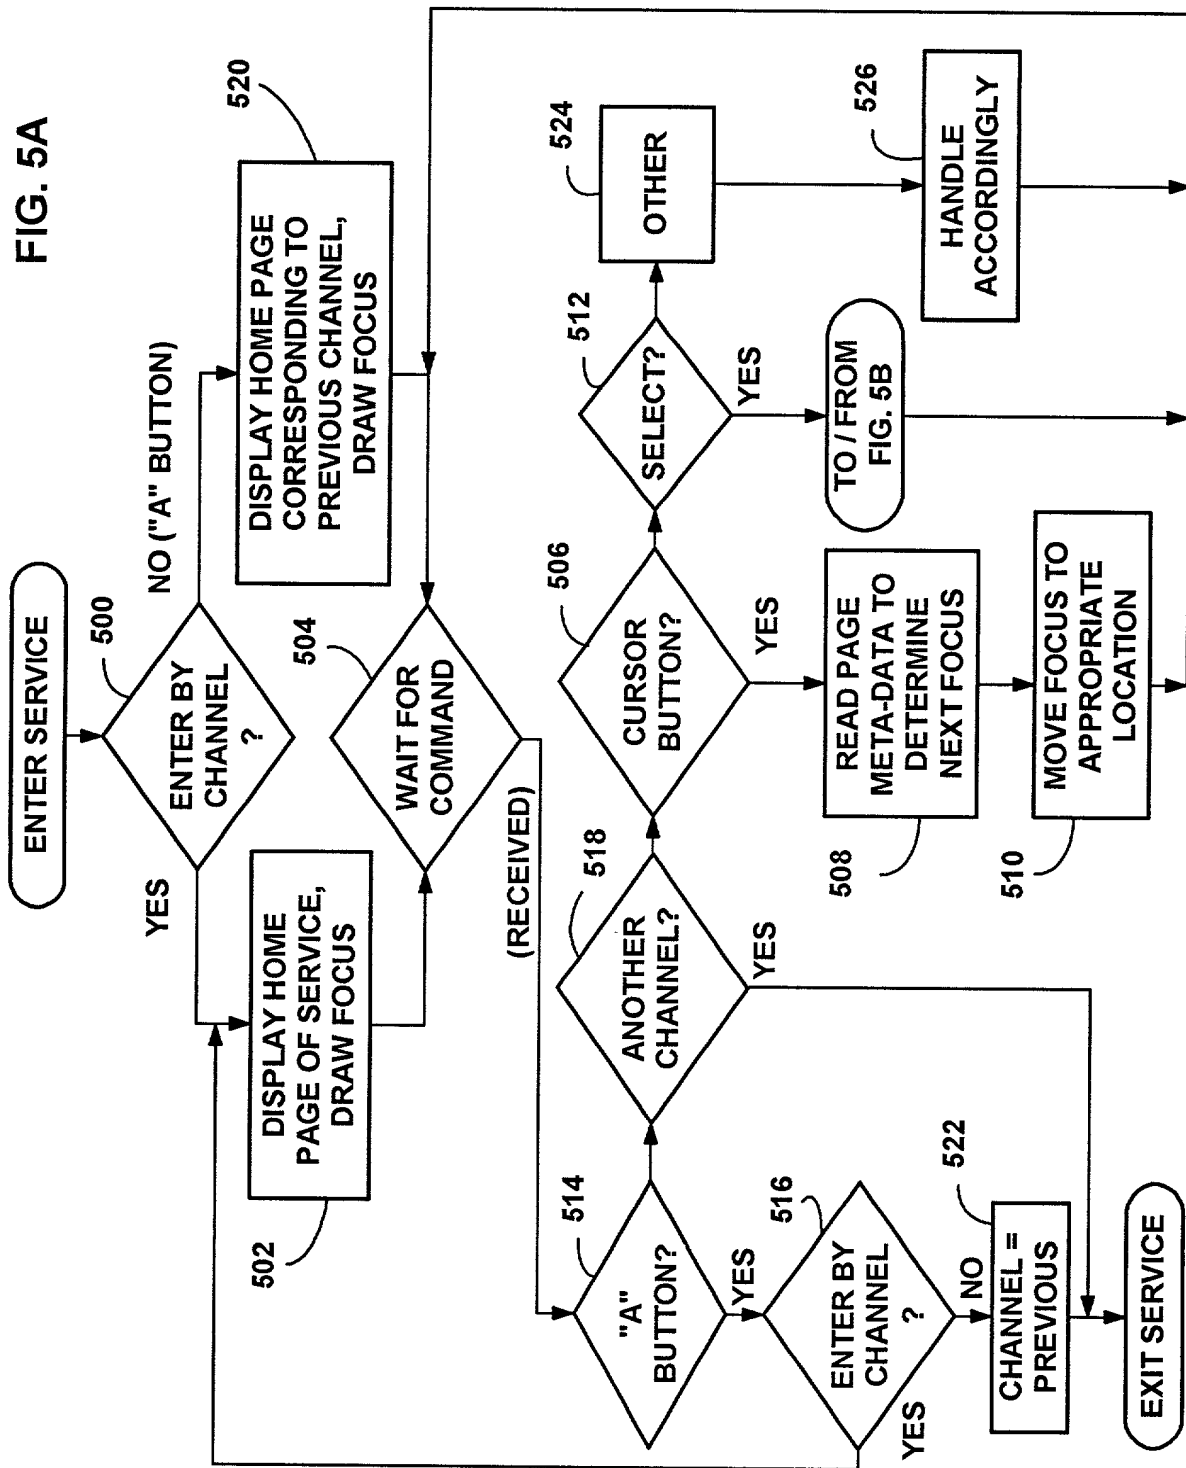 FIG. 5A
ENTER SERVICE
500
ENTER BY
CHANNEL
?
YES
NO ("A" BUTTON)
DISPLAY HOME
PAGE OF SERVICE,
DRAW FOCUS
502
520
DISPLAY HOME PAGE
CORRESPONDING TO
PREVIOUS CHANNEL,
DRAW FOCUS
504
WAIT FOR
COMMAND
(RECEIVED)
514
"A"
BUTTON?
YES
518
ANOTHER
CHANNEL?
YES
506
CURSOR
BUTTON?
YES
512
SELECT?
YES
524
OTHER
516
ENTER BY
CHANNEL
?
YES
NO
522
CHANNEL =
PREVIOUS
EXIT SERVICE
READ PAGE
META-DATA TO
DETERMINE
NEXT FOCUS
508
MOVE FOCUS TO
APPROPRIATE
LOCATION
510
TO / FROM
FIG. 5B
526
HANDLE
ACCORDINGLY